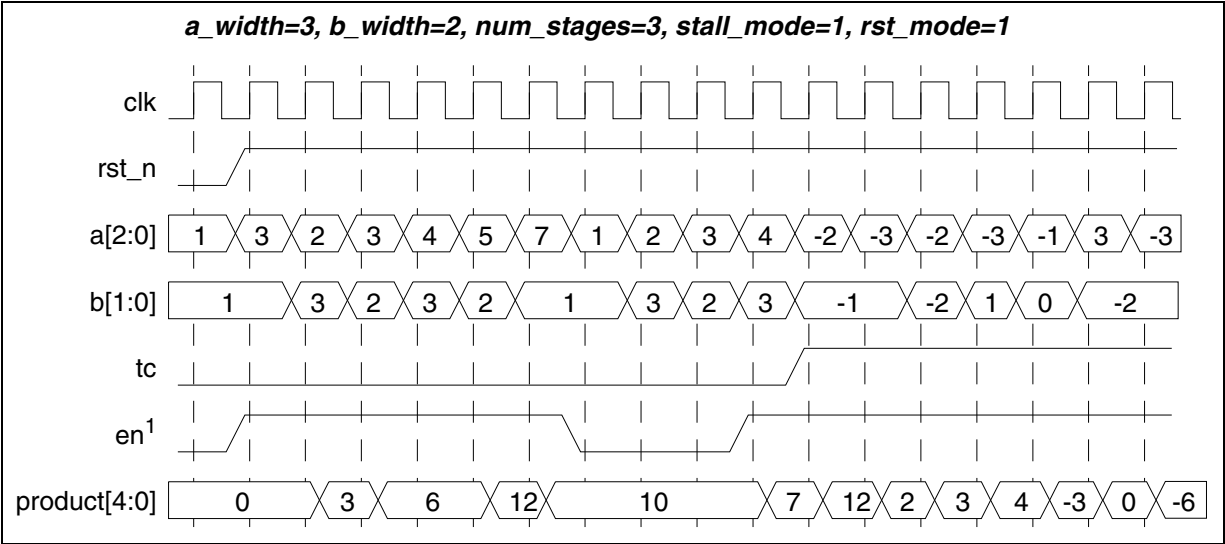 a_width=3, b_width=2, num_stages=3, stall_mode=1, rst_mode=1
clk
rst_n
a[2:0] 1 3 2 3 4 5 7 1 2 3 4 -2 -3 -2 -3 -1 3 -3
b[1:0] 1 3 2 3 2 1 3 2 3 -1 -2 1 0 -2
tc
en1
product[4:0] 0 3 6 12 10 7 12 2 3 4 -3 0 -6